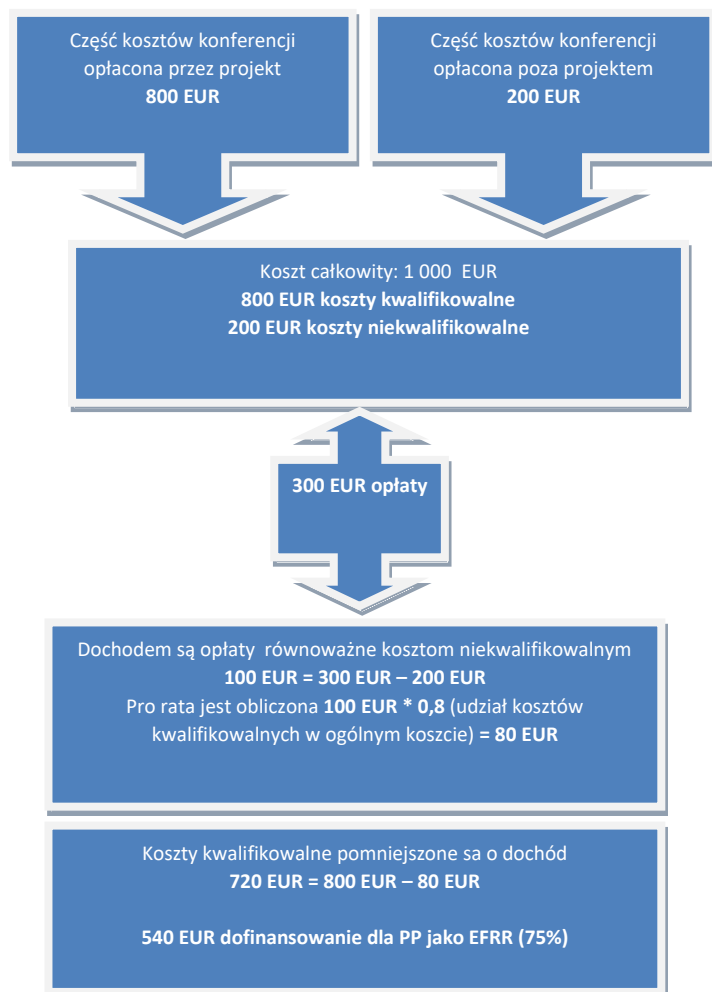 Część kosztów konferencji
opłacona przez projekt
800 EUR
Część kosztów konferencji
opłacona poza projektem
200 EUR
Koszt całkowity: 1 000  EUR
800 EUR koszty kwalifikowalne
200 EUR koszty niekwalifikowalne
300 EUR opłaty
Dochodem są opłaty  równoważne kosztom niekwalifikowalnym
100 EUR = 300 EUR – 200 EUR
Pro rata jest obliczona 100 EUR * 0,8 (udział kosztów
kwalifikowalnych w ogólnym koszcie) = 80 EUR
Koszty kwalifikowalne pomniejszone sa o dochód
720 EUR = 800 EUR – 80 EUR
540 EUR dofinansowanie dla PP jako EFRR (75%)